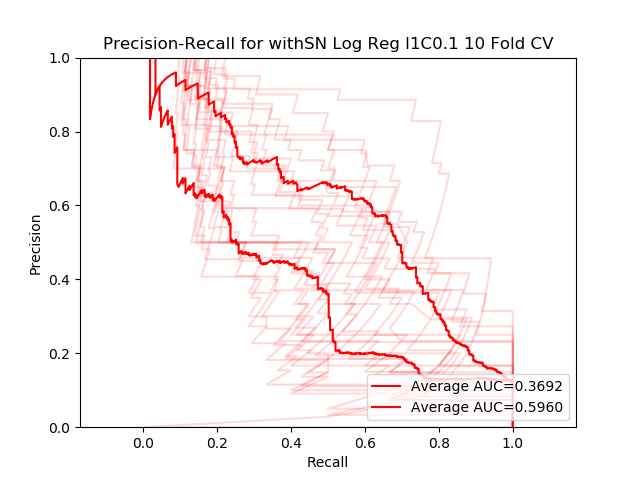 Precision-Recall for withSN Log Reg l1C0.1 10 Fold CV
1.0
0.8
0.6
0.4
0.2
0.0
Precision
0.0 0.2 0.4 0.6 0.8 1.0
Recall
Average AUC=0.3692
Average AUC=0.5960